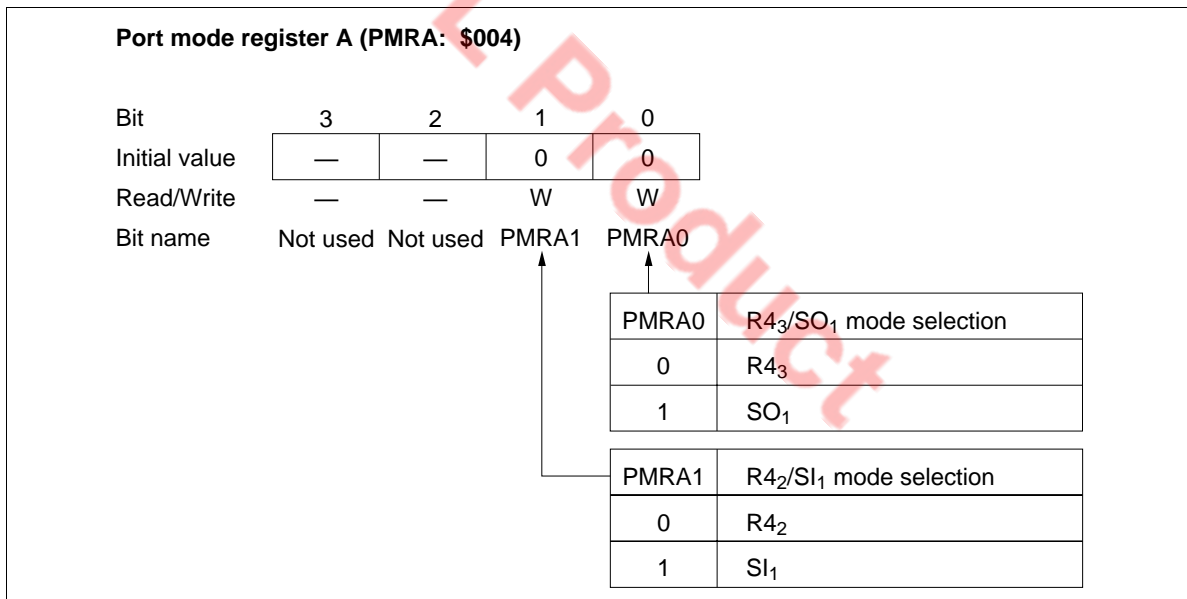 Port mode register A (PMRA: $004)
Bit 3 2 1 0
Initial value — — 0 0
Read/Write — — W W
Bit name Not used Not used PMRA1 PMRA0
PMRA0 R4₃/SO₁ mode selection
0 R4₃
1 SO₁
PMRA1 R4₂/SI₁ mode selection
0 R4₂
1 SI₁
L Product